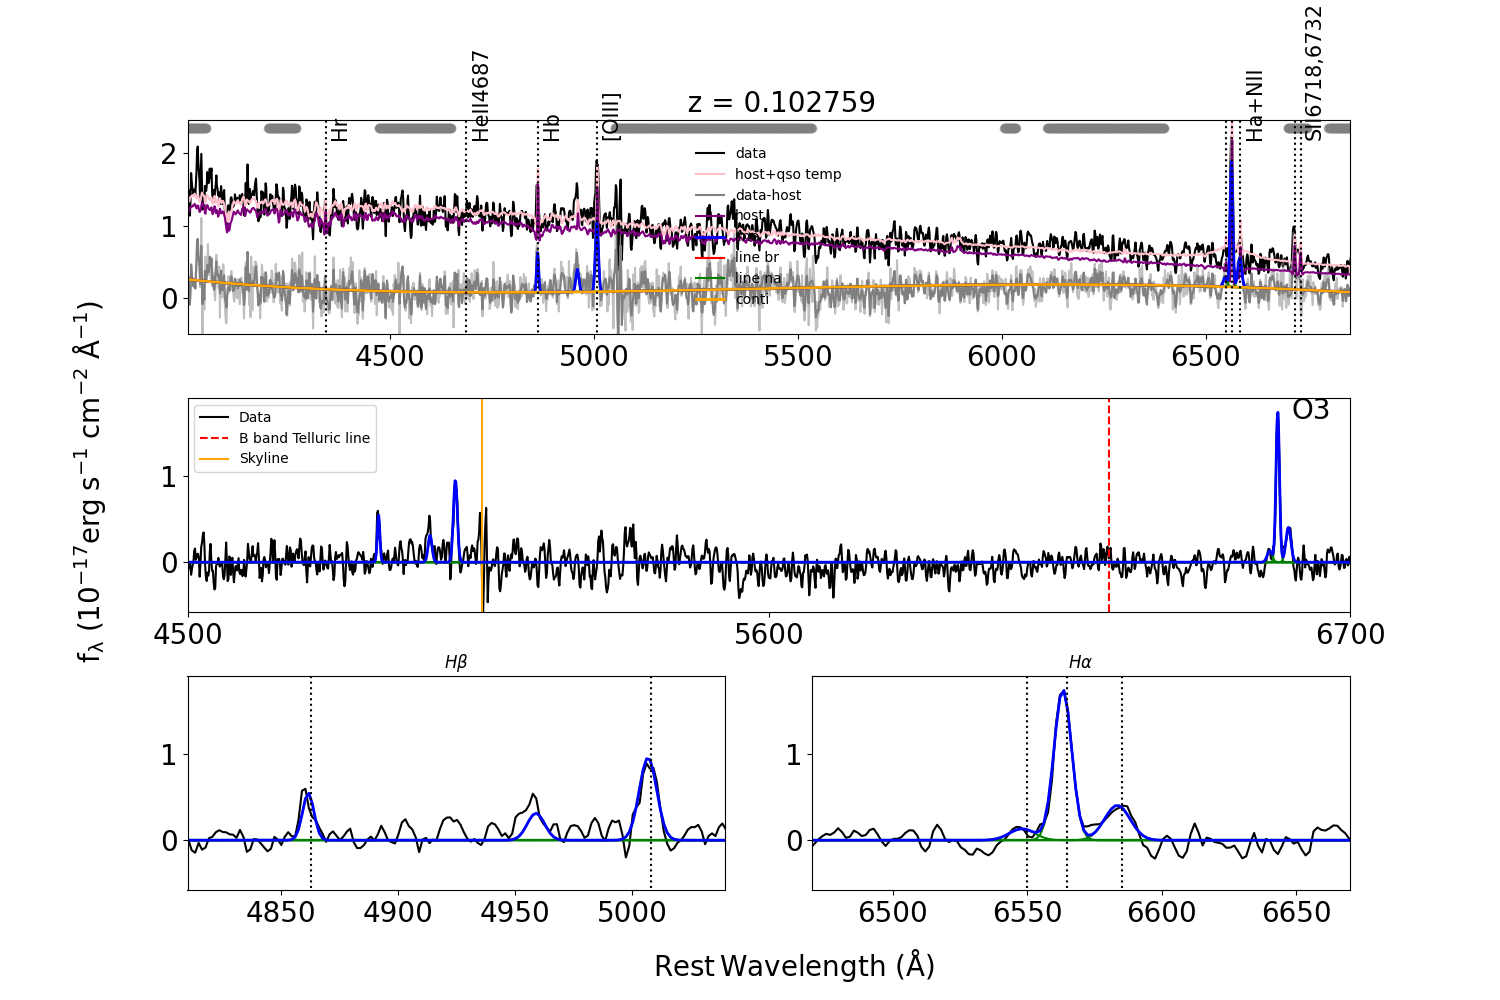 z = 0.102759
Hr
HeII4687
Hb
[OIII]
Ha+NII
SII6718,6732
data
host+qso temp
data-host
host
line br
line na
conti
2
1
0
4500 5000 5500 6000 6500
fλ (10⁻¹⁷erg s⁻¹ cm⁻² Å⁻¹)
Data
B band Telluric line
Skyline
O3
1
0
4500 5600 6700
Hβ
1
0
4850 4900 4950 5000
Hα
1
0
6500 6550 6600 6650
Rest Wavelength (Å)